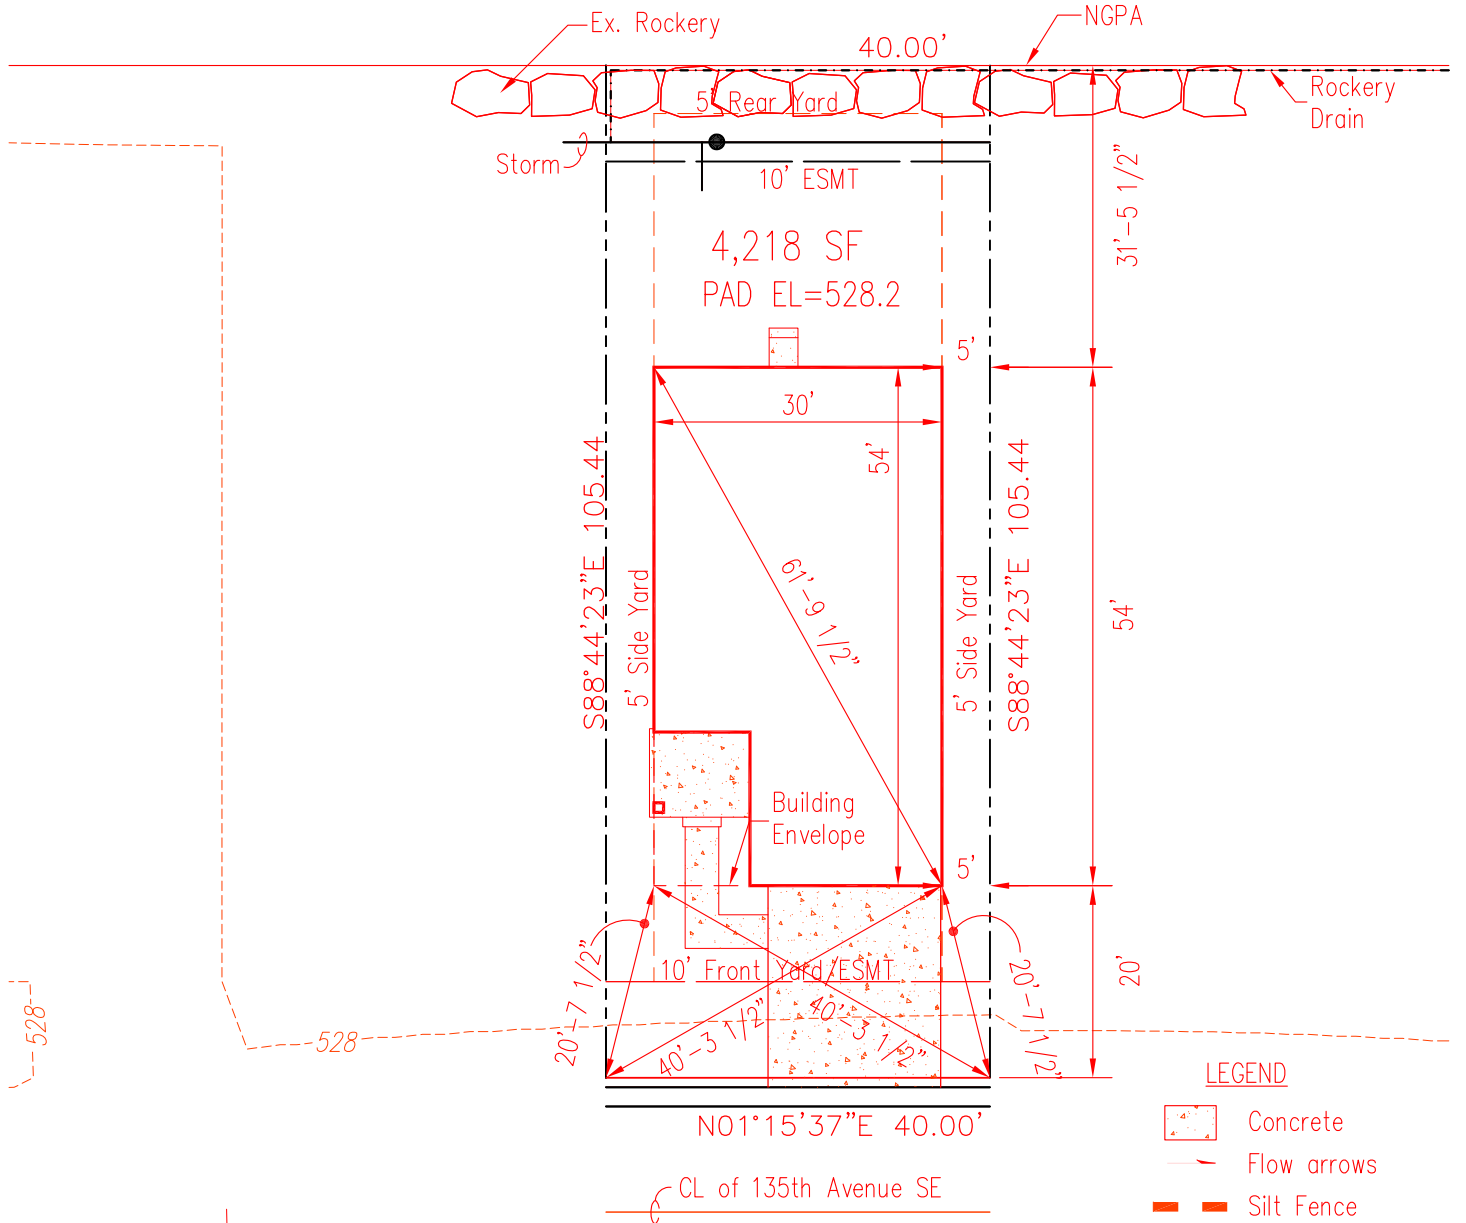 Ex. Rockery
NGPA
40.00'
5' Rear Yard
Rockery
Drain
Storm
10' ESMT
31'-5 1/2"
4,218 SF
PAD EL=528.2
5'
30'
54'
S88°44'23"E 105.44
5' Side Yard
61'-9 1/2"
5' Side Yard
S88°44'23"E 105.44
54'
Building
Envelope
5'
10' Front Yard/ESMT
20'-7 1/2"
40'-3 1/2"
40'-3 1/2"
20'-7 1/2"
20'
528
528
N01°15'37"E 40.00'
CL of 135th Avenue SE
LEGEND
Concrete
Flow arrows
Silt Fence